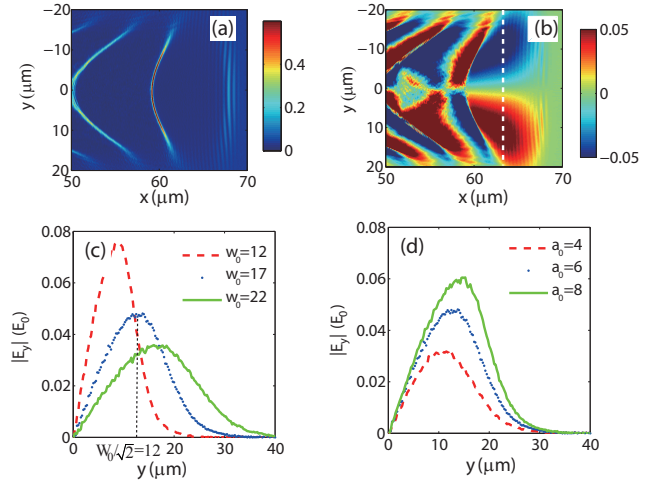 (a)
-20
-10
0
10
20
y (μm)
50
60
70
x (μm)
0.4
0.2
0
(b)
-20
-10
0
10
20
y (μm)
50
60
70
x (μm)
0.05
0
-0.05
(c)
0.08
0.06
0.04
0.02
0
|E_y| (E_0)
w_0=12
w_0=17
w_0=22
0
20
30
40
W_0/√2=12
y (μm)
(d)
0.08
0.06
0.04
0.02
0
|E_y| (E_0)
a_0=4
a_0=6
a_0=8
0
10
20
30
40
y (μm)